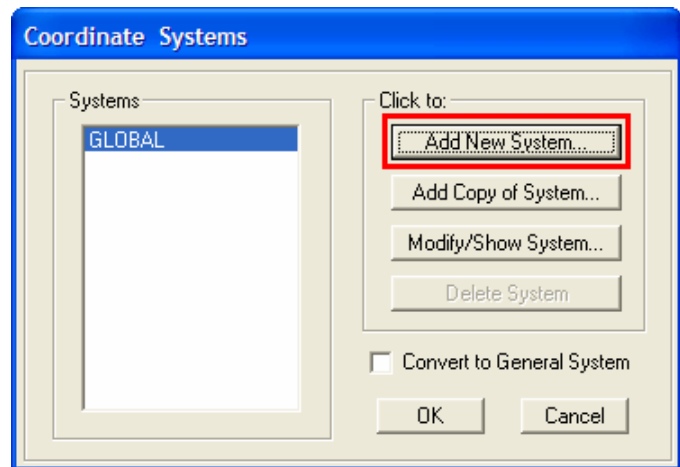 Coordinate Systems
Systems
GLOBAL
Click to:
Add New System...
Add Copy of System...
Modify/Show System...
Delete System
Convert to General System
OK
Cancel